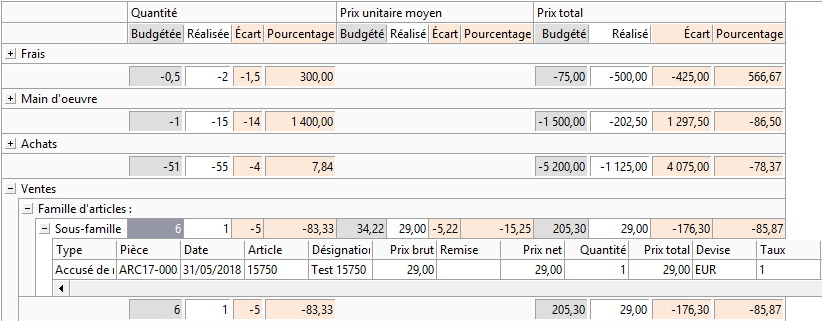 Quantité Prix unitaire moyen Prix total
Budgétée Réalisée Écart Pourcentage Budgété Réalisé Écart Pourcentage Budgété Réalisé Écart Pourcentage
Frais
-0,5 -2 -1,5 300,00 -75,00 -500,00 -425,00 566,67
Main d'oeuvre
-1 -15 -14 1 400,00 -1 500,00 -202,50 1 297,50 -86,50
Achats
-51 -55 -4 7,84 -5 200,00 -1 125,00 4 075,00 -78,37
Ventes
Famille d'articles :
Sous-famille 6 1 -5 -83,33 34,22 29,00 -5,22 -15,25 205,30 29,00 -176,30 -85,87
Type Pièce Date Article Désignation Prix brut Remise Prix net Quantité Prix total Devise Taux
Accusé de ARC17-000 31/05/2018 15750 Test 15750 29,00 29,00 1 29,00 EUR 1
6 1 -5 -83,33 205,30 29,00 -176,30 -85,87